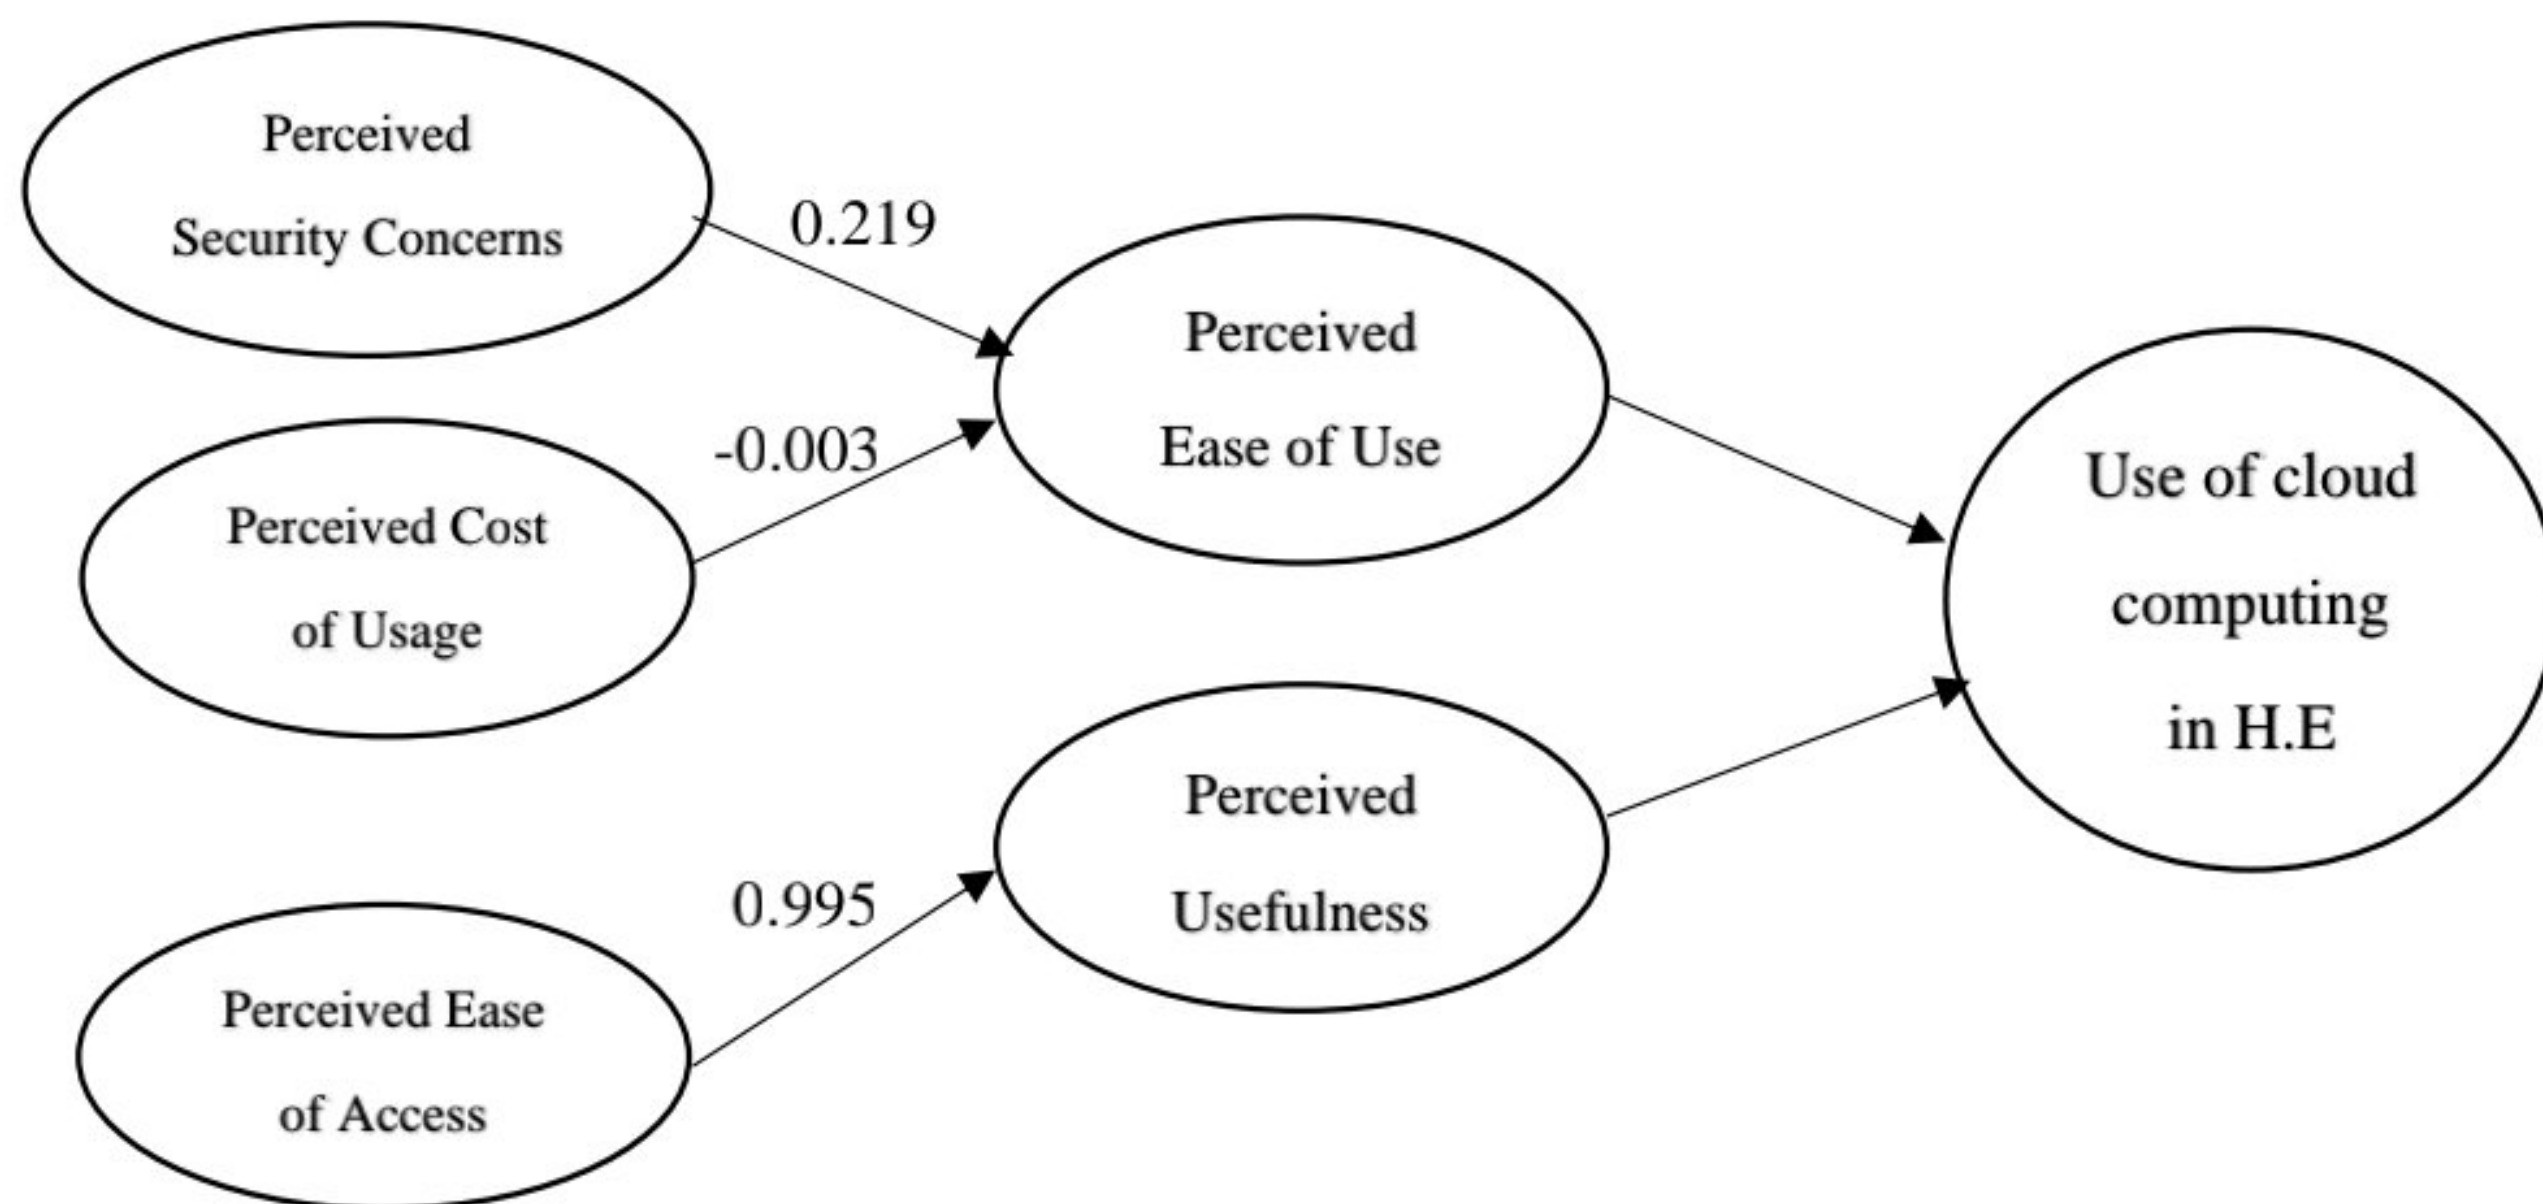 Perceived
Security Concerns
0.219
Perceived
Ease of Use
-0.003
Perceived Cost
of Usage
Use of cloud
computing
in H.E
Perceived
Usefulness
0.995
Perceived Ease
of Access